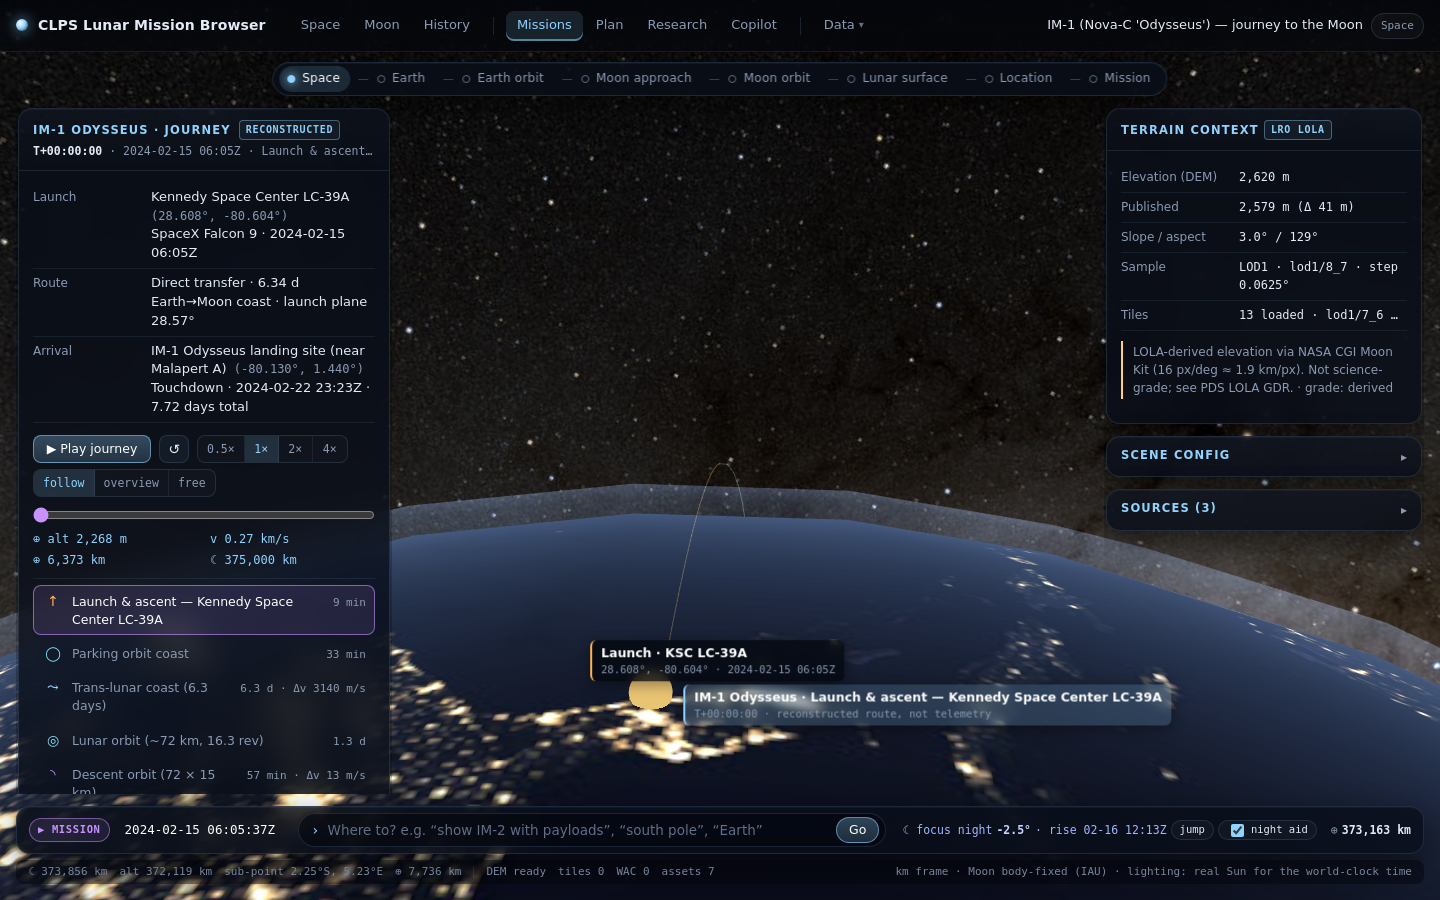 CLPS Lunar Mission Browser
Space Moon History Missions Plan Research Copilot Data ▾
IM-1 (Nova-C 'Odysseus') — journey to the Moon Space
Space — Earth — Earth orbit — Moon approach — Moon orbit — Lunar surface — Location — Mission
IM-1 ODYSSEUS · JOURNEY RECONSTRUCTED
T+00:00:00 · 2024-02-15 06:05Z · Launch & ascent…
Launch
Kennedy Space Center LC-39A
(28.608°, -80.604°)
SpaceX Falcon 9 · 2024-02-15
06:05Z
Route
Direct transfer · 6.34 d
Earth→Moon coast · launch plane
28.57°
Arrival
IM-1 Odysseus landing site (near
Malapert A) (-80.130°, 1.440°)
Touchdown · 2024-02-22 23:23Z ·
7.72 days total
▶ Play journey ↺ 0.5× 1× 2× 4×
follow overview free
⊕ alt 2,268 m v 0.27 km/s
⊕ 6,373 km ☾ 375,000 km
↑ Launch & ascent — Kennedy Space 9 min
Center LC-39A
Parking orbit coast 33 min
Trans-lunar coast (6.3 6.3 d · Δv 3140 m/s
days)
Lunar orbit (~72 km, 16.3 rev) 1.3 d
Descent orbit (72 × 15 57 min · Δv 13 m/s
km)
Launch · KSC LC-39A
28.608°, -80.604° · 2024-02-15 06:05Z
IM-1 Odysseus · Launch & ascent — Kennedy Space Center LC-39A
T+00:00:00 · reconstructed route, not telemetry
TERRAIN CONTEXT LRO LOLA
Elevation (DEM) 2,620 m
Published 2,579 m (Δ 41 m)
Slope / aspect 3.0° / 129°
Sample LOD1 · lod1/8_7 · step
0.0625°
Tiles 13 loaded · lod1/7_6 …
LOLA-derived elevation via NASA CGI Moon
Kit (16 px/deg ≈ 1.9 km/px). Not science-
grade; see PDS LOLA GDR. · grade: derived
SCENE CONFIG ▸
SOURCES (3) ▸
▶ MISSION 2024-02-15 06:05:37Z › Where to? e.g. “show IM-2 with payloads”, “south pole”, “Earth” Go ☾ focus night -2.5° · rise 02-16 12:13Z jump night aid ⊕ 373,163 km
☾ 373,856 km alt 372,119 km sub-point 2.25°S, 5.23°E ⊕ 7,736 km DEM ready tiles 0 WAC 0 assets 7 km frame · Moon body-fixed (IAU) · lighting: real Sun for the world-clock time